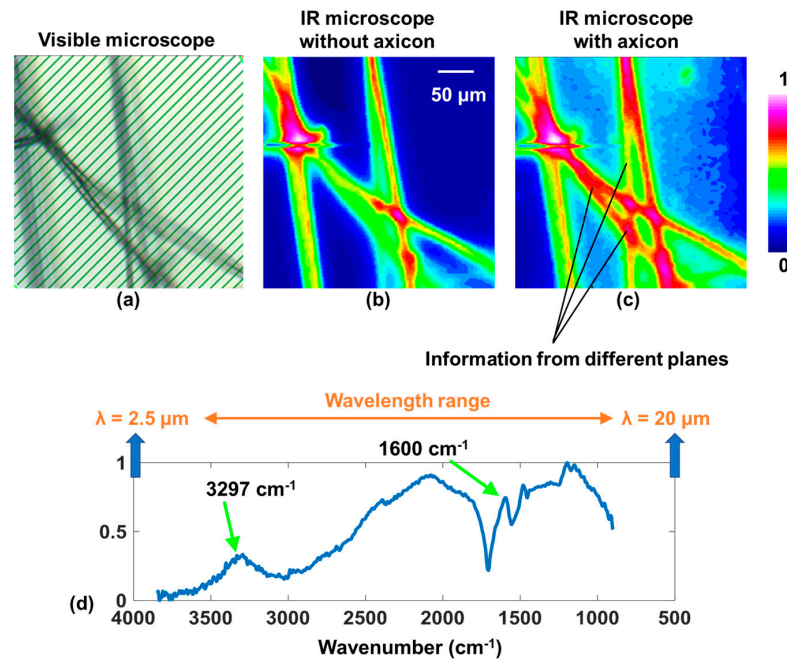 Visible microscope
IR microscope
without axicon
IR microscope
with axicon
50 µm
1
0
(a)
(b)
(c)
Information from different planes
Wavelength range
λ = 2.5 µm
λ = 20 µm
1600 cm⁻¹
3297 cm⁻¹
1
0.5
0
(d)
4000 3500 3000 2500 2000 1500 1000 500
Wavenumber (cm⁻¹)